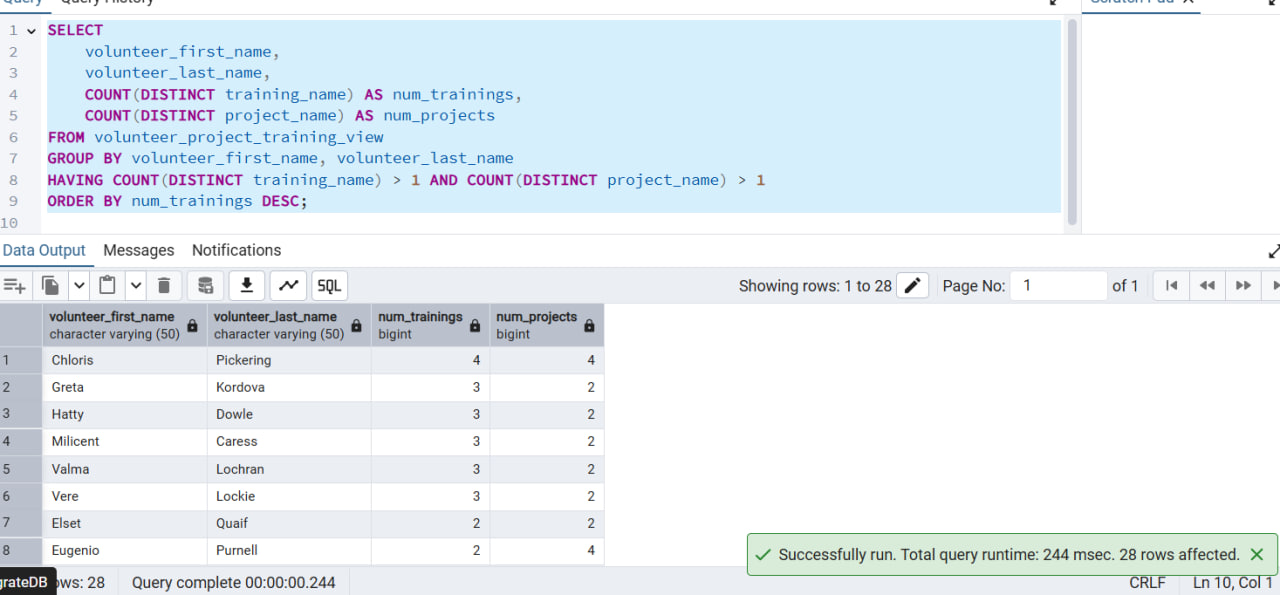 Query Query History
Scratch Pad X
1 SELECT
2 volunteer_first_name,
3 volunteer_last_name,
4 COUNT(DISTINCT training_name) AS num_trainings,
5 COUNT(DISTINCT project_name) AS num_projects
6 FROM volunteer_project_training_view
7 GROUP BY volunteer_first_name, volunteer_last_name
8 HAVING COUNT(DISTINCT training_name) > 1 AND COUNT(DISTINCT project_name) > 1
9 ORDER BY num_trainings DESC;
10
Data Output Messages Notifications
SQL Showing rows: 1 to 28 Page No: 1 of 1
volunteer_first_name volunteer_last_name num_trainings num_projects
character varying (50) character varying (50) bigint bigint
1 Chloris Pickering 4 4
2 Greta Kordova 3 2
3 Hatty Dowle 3 2
4 Milicent Caress 3 2
5 Valma Lochran 3 2
6 Vere Lockie 3 2
7 Elset Quaif 2 2
8 Eugenio Purnell 2 4
Successfully run. Total query runtime: 244 msec. 28 rows affected.
grateDB ows: 28 Query complete 00:00:00.244 CRLF Ln 10, Col 1